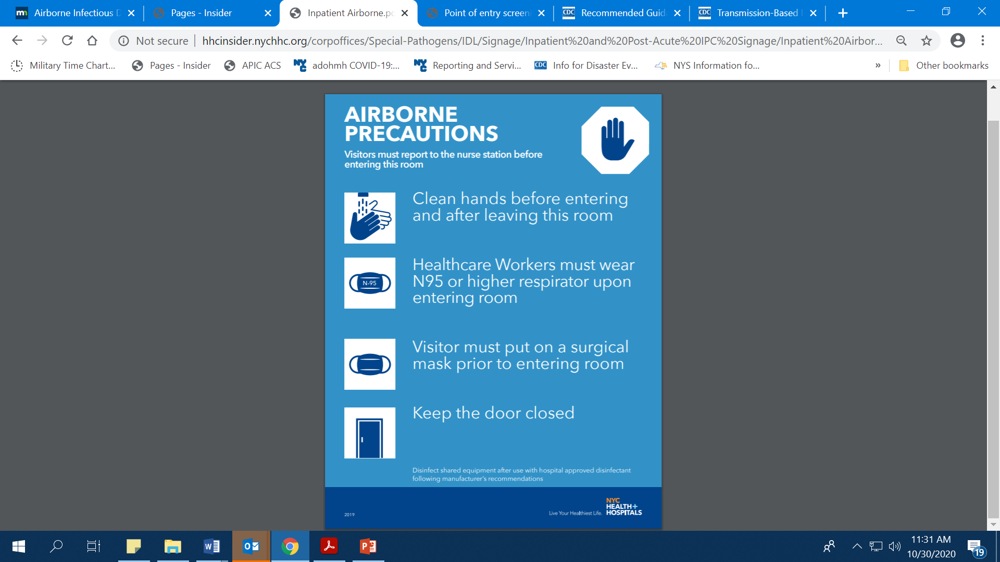 Airborne Infectious D
Pages - Insider
Inpatient Airborne.pd
Point of entry screeni
CDC
Recommended Guid
CDC
Transmission-Based
Not secure
hhcinsider.nychhc.org/corpoffices/Special-Pathogens/IDL/Signage/Inpatient%20and%20Post-Acute%20IPC%20Signage/Inpatient%20Airbor...
Military Time Chart...
Pages - Insider
APIC ACS
NYC
adohmh COVID-19:...
NYC
Reporting and Servi...
CDC
Info for Disaster Ev...
NYS Information fo...
»
Other bookmarks
AIRBORNE
PRECAUTIONS
Visitors must report to the nurse station before
entering this room
Clean hands before entering
and after leaving this room
N-95
Healthcare Workers must wear
N95 or higher respirator upon
entering room
Visitor must put on a surgical
mask prior to entering room
Keep the door closed
Disinfect shared equipment after use with hospital approved disinfectant
following manufacturer's recommendations
2019
Live Your Healthiest Life.
NYC
HEALTH+
HOSPITALS
11:31 AM
10/30/2020
19